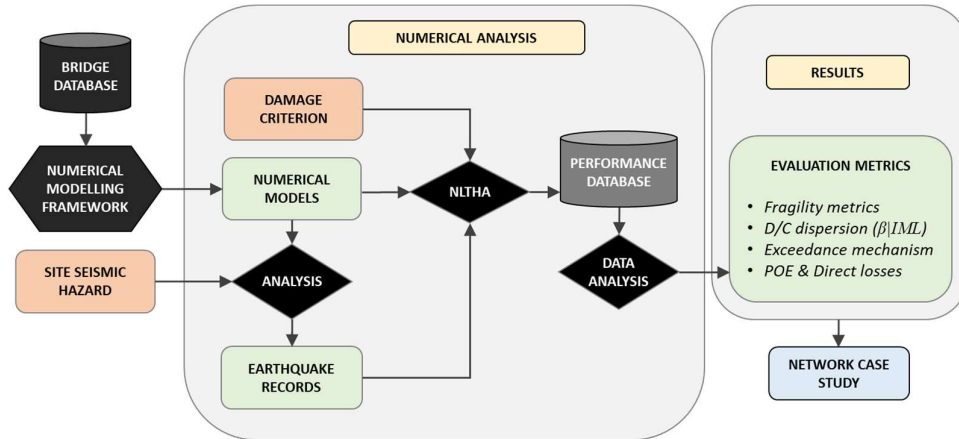 BRIDGE
DATABASE
NUMERICAL
MODELLING
FRAMEWORK
SITE SEISMIC
HAZARD
NUMERICAL ANALYSIS
DAMAGE
CRITERION
NUMERICAL
MODELS
ANALYSIS
EARTHQUAKE
RECORDS
NLTHA
PERFORMANCE
DATABASE
DATA
ANALYSIS
RESULTS
EVALUATION METRICS
• Fragility metrics
• D/C dispersion (β|IML)
• Exceedance mechanism
• POE & Direct losses
NETWORK CASE
STUDY